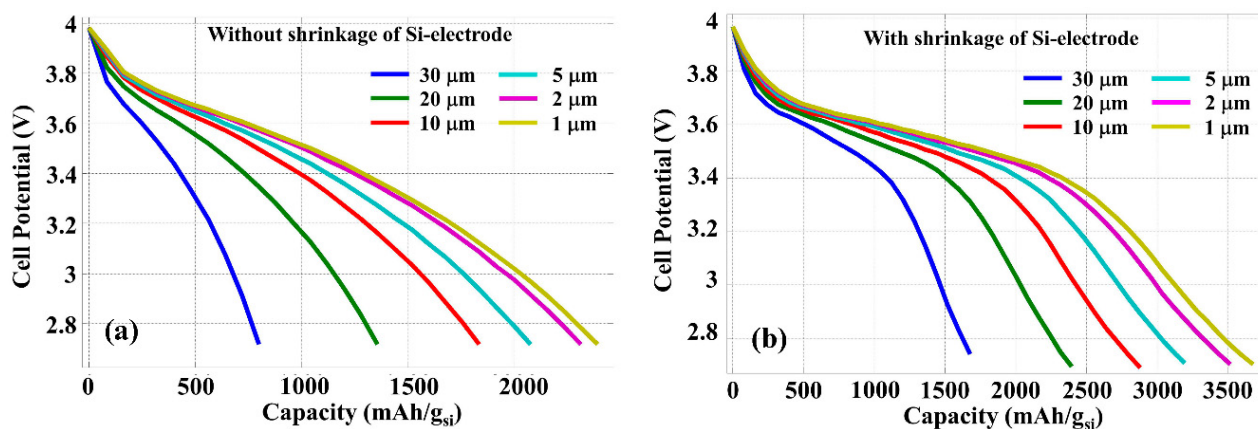 Without shrinkage of Si-electrode
30 μm 5 μm
20 μm 2 μm
10 μm 1 μm
4
3.8
3.6
3.4
3.2
3
2.8
Cell Potential (V)
(a)
0 500 1000 1500 2000
Capacity (mAh/gsi)
With shrinkage of Si-electrode
30 μm 5 μm
20 μm 2 μm
10 μm 1 μm
4
3.8
3.6
3.4
3.2
3
2.8
Cell Potential (V)
(b)
0 500 1000 1500 2000 2500 3000 3500
Capacity (mAh/gsi)